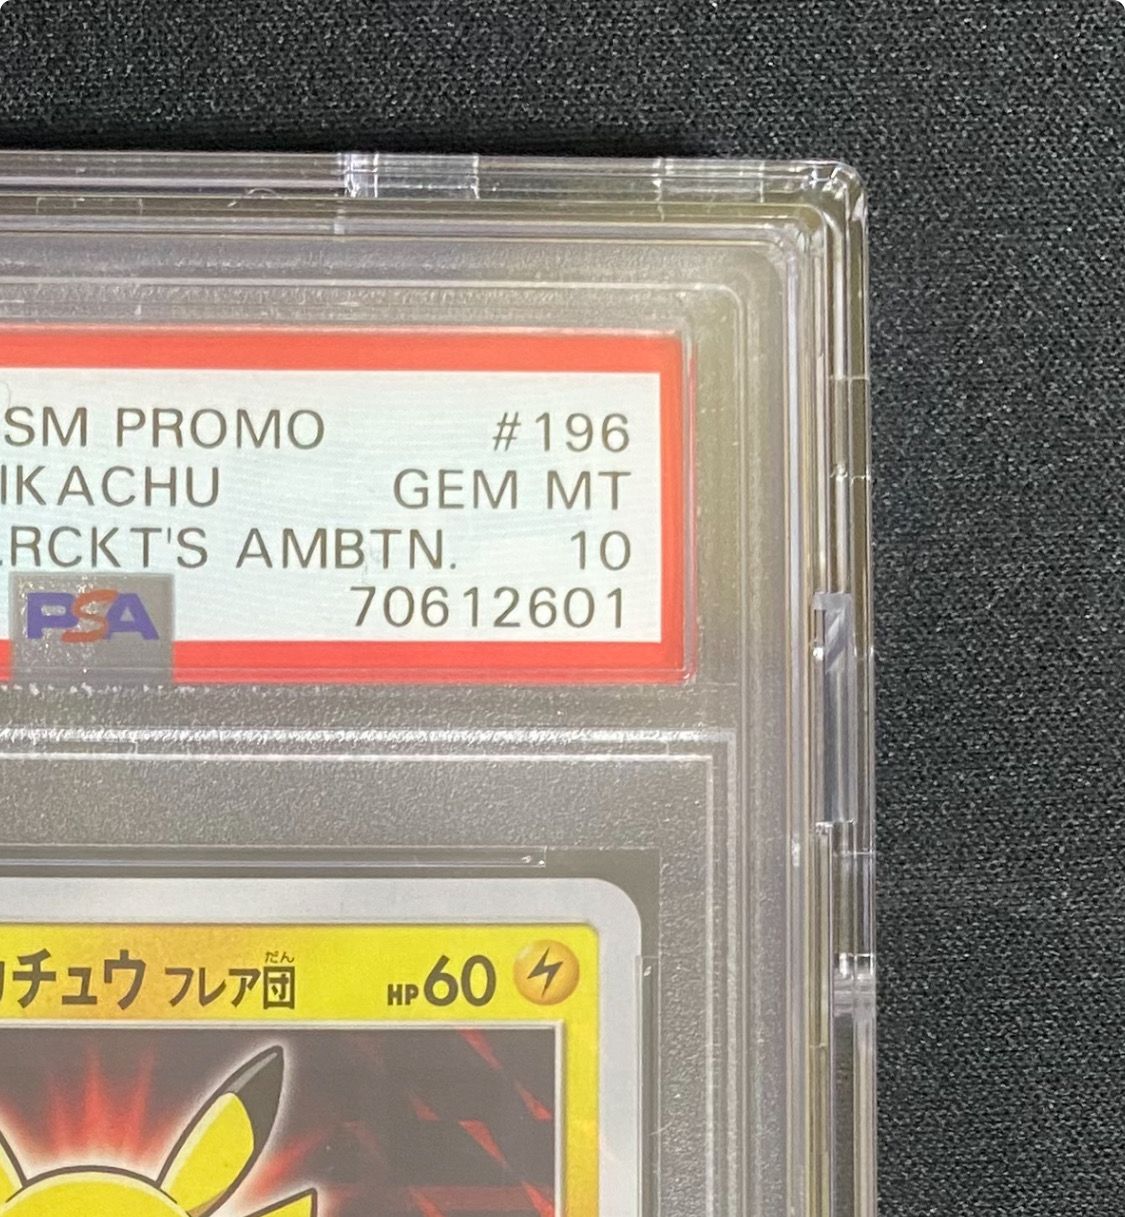 SM PROMO #196
IKACHU GEM MT
.RCKT'S AMBTN. 10
PSA 70612601
カチュウ フレア団 HP60
だん